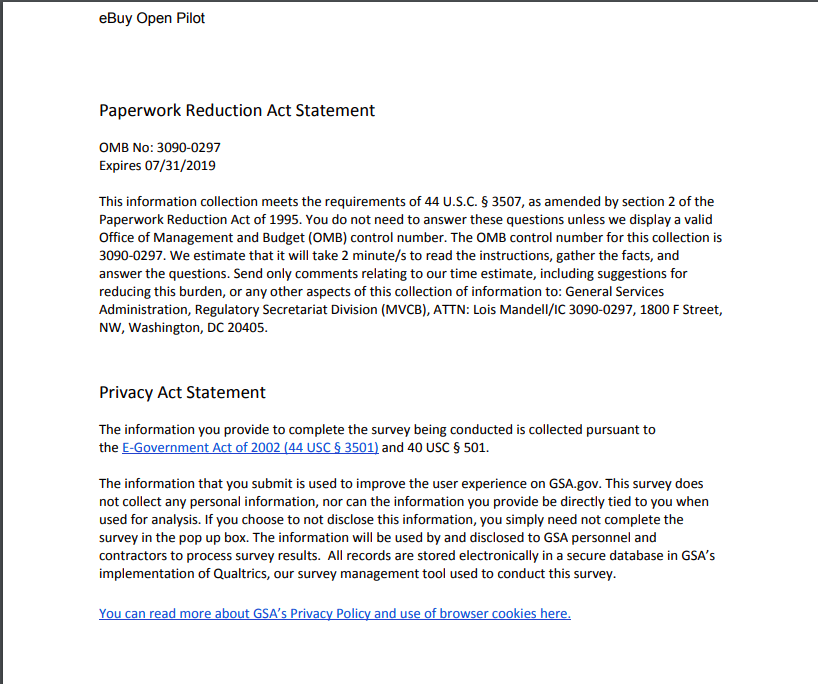 eBuy Open Pilot
Paperwork Reduction Act Statement
OMB No: 3090-0297
Expires 07/31/2019
This information collection meets the requirements of 44 U.S.C. § 3507, as amended by section 2 of the
Paperwork Reduction Act of 1995. You do not need to answer these questions unless we display a valid
Office of Management and Budget (OMB) control number. The OMB control number for this collection is
3090-0297. We estimate that it will take 2 minute/s to read the instructions, gather the facts, and
answer the questions. Send only comments relating to our time estimate, including suggestions for
reducing this burden, or any other aspects of this collection of information to: General Services
Administration, Regulatory Secretariat Division (MVCB), ATTN: Lois Mandell/IC 3090-0297, 1800 F Street,
NW, Washington, DC 20405.
Privacy Act Statement
The information you provide to complete the survey being conducted is collected pursuant to
the E-Government Act of 2002 (44 USC § 3501) and 40 USC § 501.
The information that you submit is used to improve the user experience on GSA.gov. This survey does
not collect any personal information, nor can the information you provide be directly tied to you when
used for analysis. If you choose to not disclose this information, you simply need not complete the
survey in the pop up box. The information will be used by and disclosed to GSA personnel and
contractors to process survey results.  All records are stored electronically in a secure database in GSA’s
implementation of Qualtrics, our survey management tool used to conduct this survey.
You can read more about GSA’s Privacy Policy and use of browser cookies here.